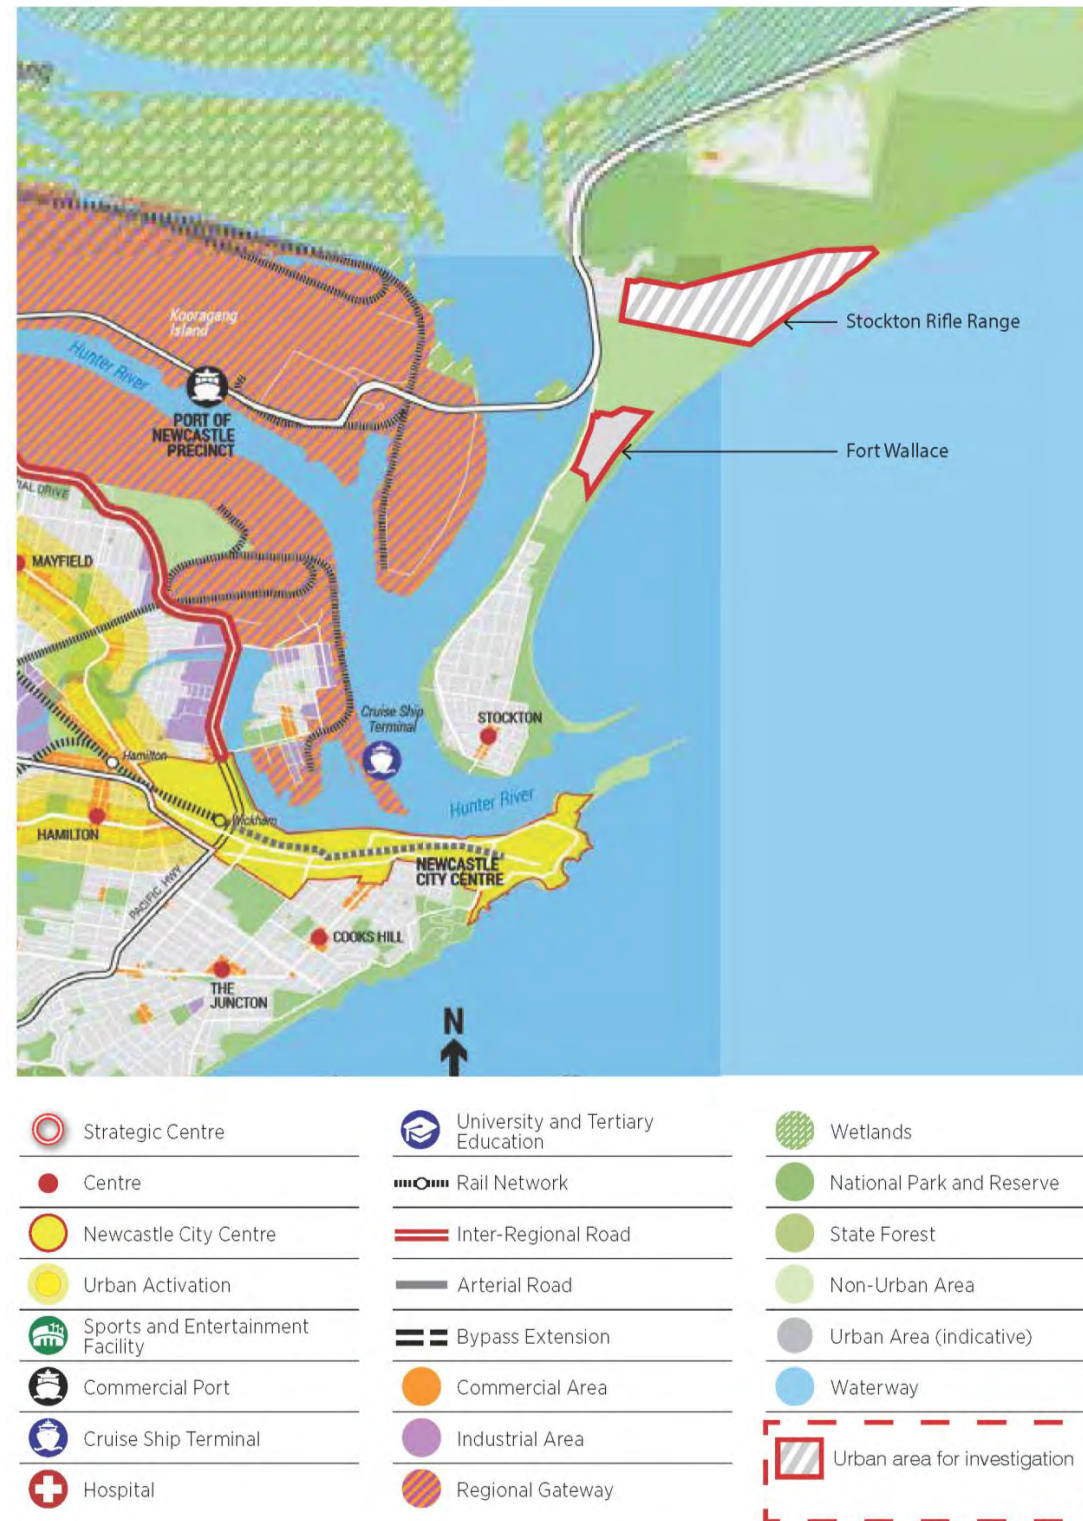 Kooragang
Island
Hunter River
PORT OF
NEWCASTLE
PRECINCT
Stockton Rifle Range
Fort Wallace
MAYFIELD
Cruise Ship
Terminal
STOCKTON
Hamilton
Hunter River
Wickham
HAMILTON
NEWCASTLE
CITY CENTRE
PACIFIC HWY
COOKS HILL
THE
JUNCTON
N
Strategic Centre
Centre
Newcastle City Centre
Urban Activation
Sports and Entertainment
Facility
Commercial Port
Cruise Ship Terminal
Hospital
University and Tertiary
Education
Rail Network
Inter-Regional Road
Arterial Road
Bypass Extension
Commercial Area
Industrial Area
Regional Gateway
Wetlands
National Park and Reserve
State Forest
Non-Urban Area
Urban Area (indicative)
Waterway
Urban area for investigation